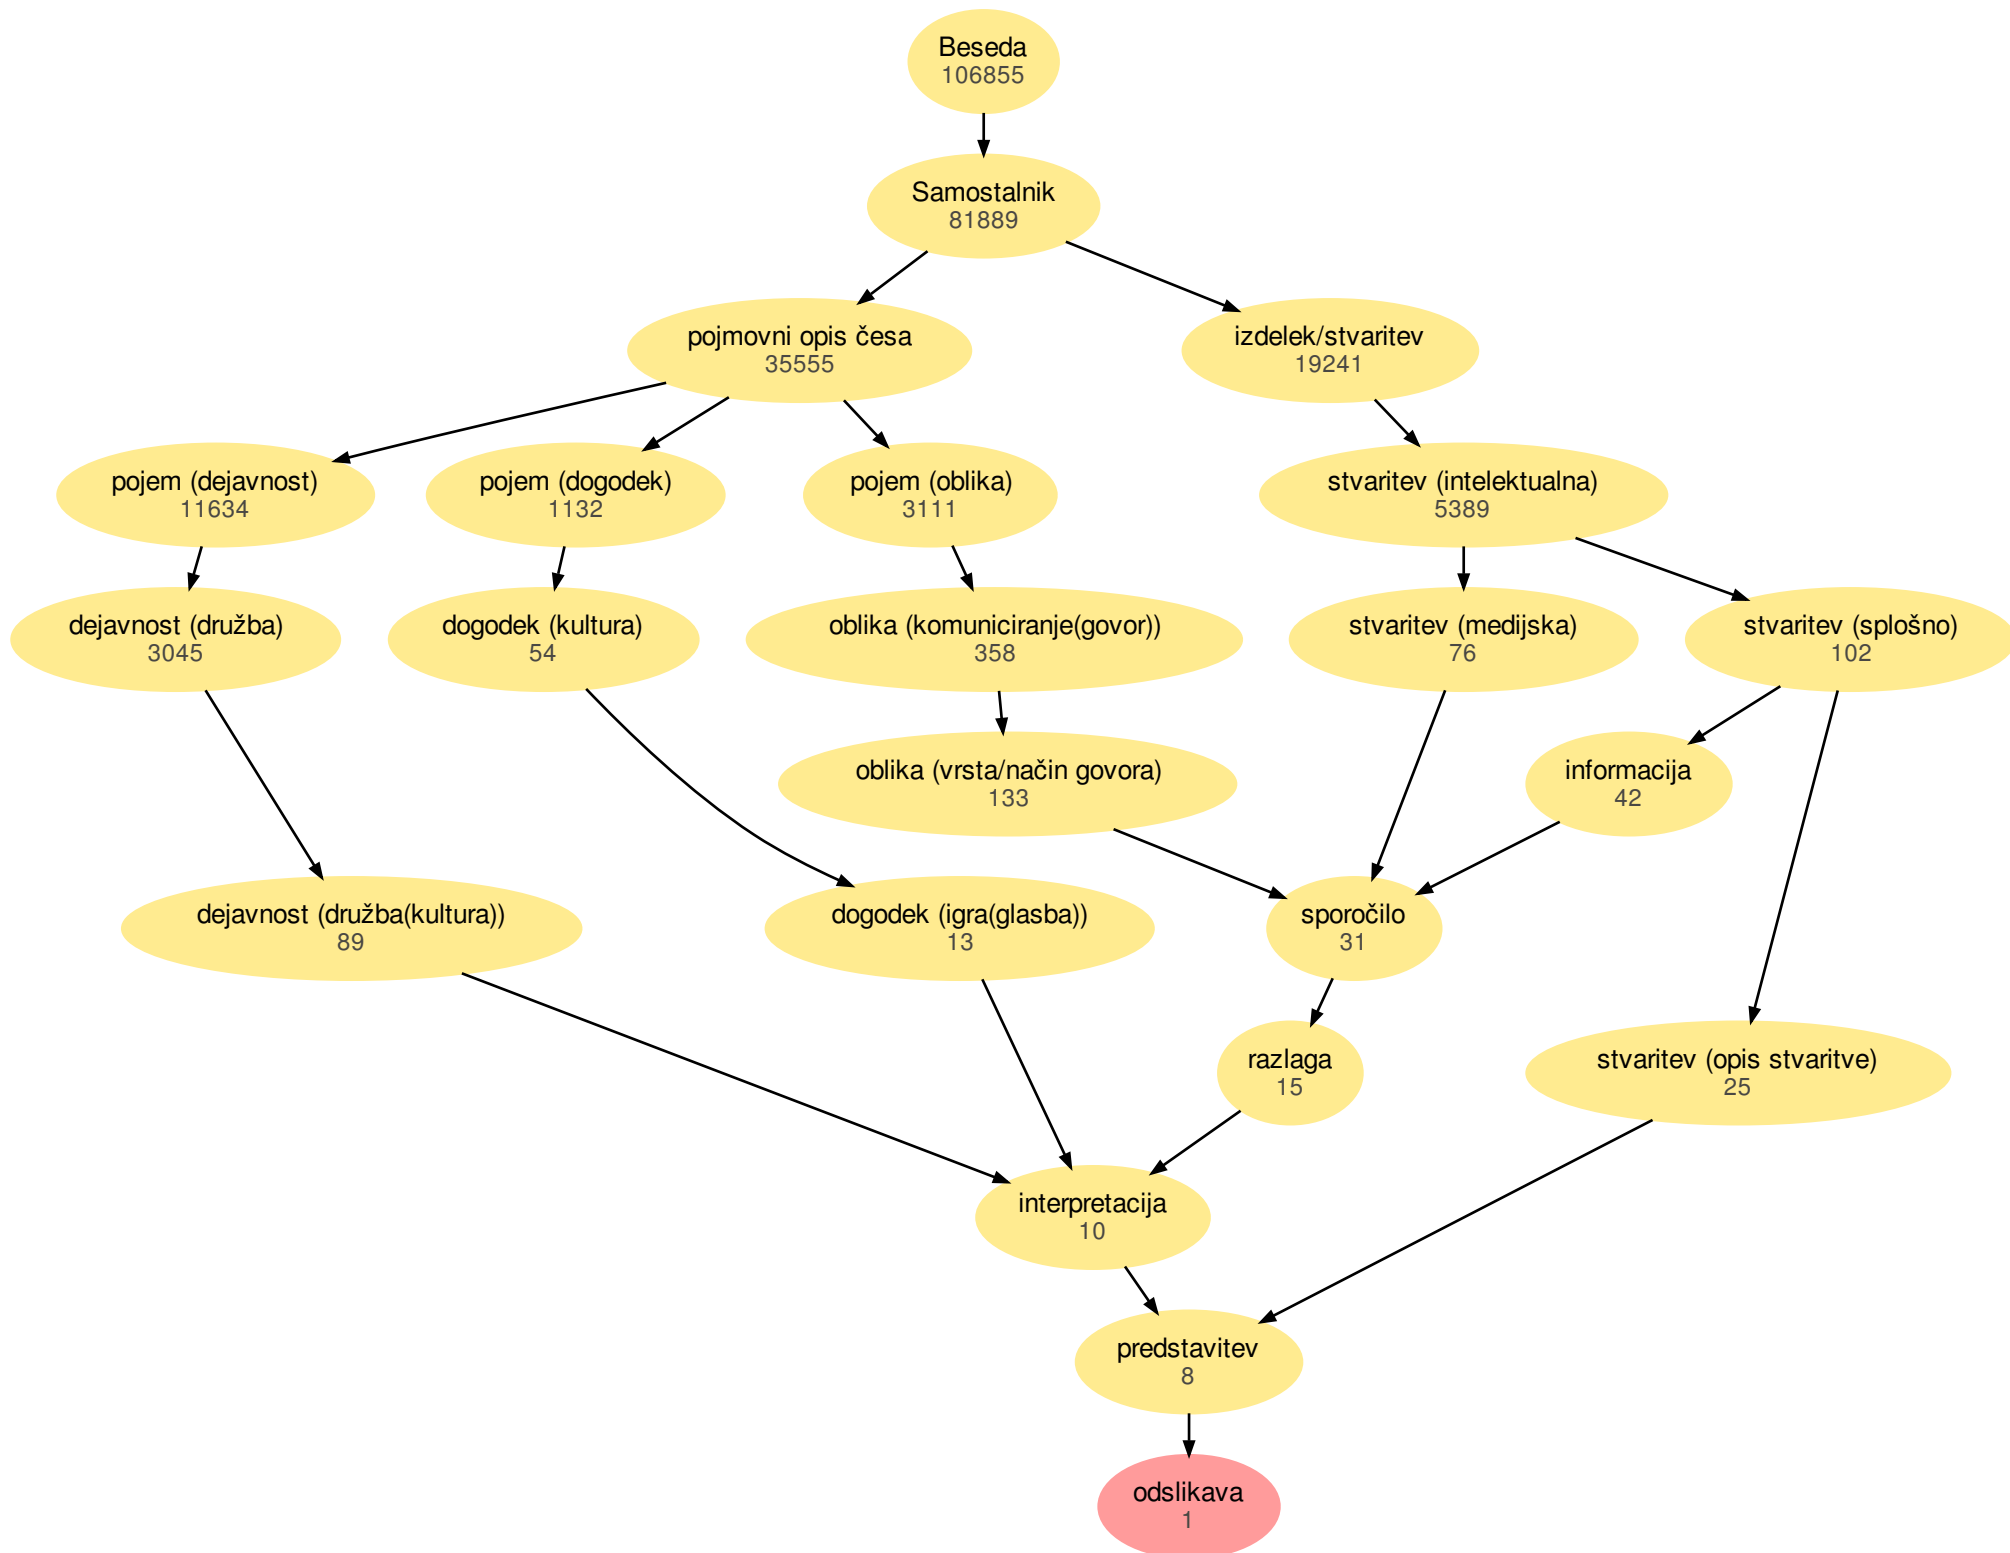 Beseda
106855
Samostalnik
81889
pojmovni opis česa
35555
izdelek/stvaritev
19241
pojem (dejavnost)
11634
pojem (dogodek)
1132
pojem (oblika)
3111
stvaritev (intelektualna)
5389
dejavnost (družba)
3045
dogodek (kultura)
54
oblika (komuniciranje(govor))
358
stvaritev (medijska)
76
stvaritev (splošno)
102
oblika (vrsta/način govora)
133
informacija
42
dejavnost (družba(kultura))
89
dogodek (igra(glasba))
13
sporočilo
31
razlaga
15
stvaritev (opis stvaritve)
25
interpretacija
10
predstavitev
8
odslikava
1